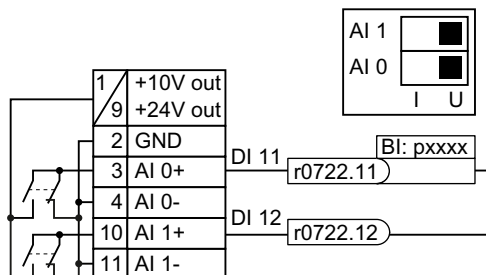 AI 1
AI 0
I U
1 +10V out
9 +24V out
2 GND
BI: pxxxx
3 AI 0+ DI 11 r0722.11
4 AI 0-
10 AI 1+ DI 12 r0722.12
11 AI 1-